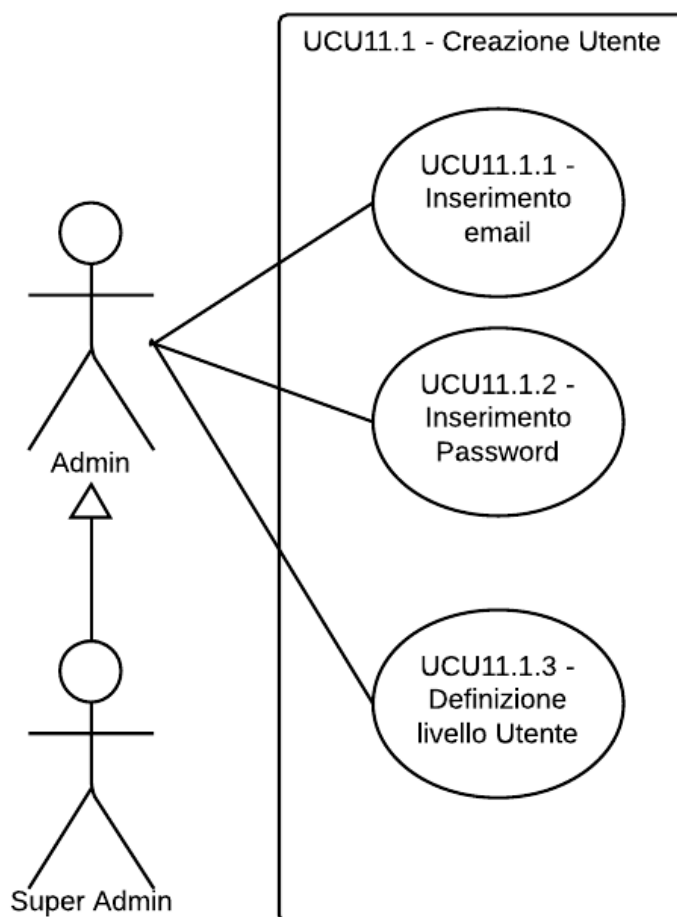 UCU11.1 - Creazione Utente
UCU11.1.1 -
Inserimento
email
UCU11.1.2 -
Inserimento
Password
Admin
UCU11.1.3 -
Definizione
livello Utente
Super Admin